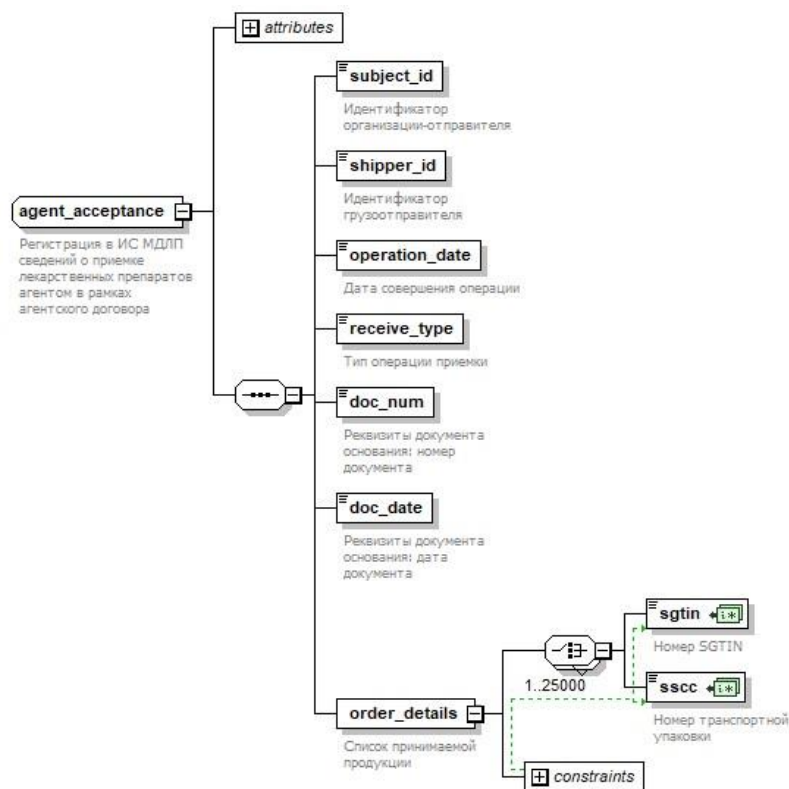 attributes
subject_id
Идентификатор
организации-отправителя
shipper_id
Идентификатор
грузоотправителя
agent_acceptance
Регистрация в ИС МДЛП
сведений о приемке
лекарственных препаратов
агентом в рамках
агентского договора
operation_date
Дата совершения операции
receive_type
Тип операции приемки
doc_num
Реквизиты документа
основания: номер
документа
doc_date
Реквизиты документа
основания: дата
документа
order_details
Список принимаемой
продукции
1..25000
sgtin
Номер SGTIN
sscc
Номер транспортной
упаковки
constraints